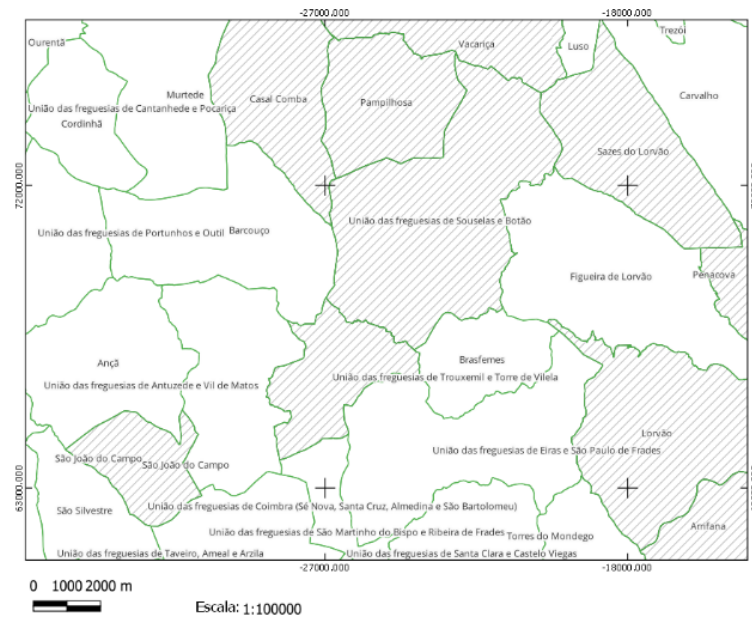 -27000.000
-18000.000
Ourentã
Trezói
Vacariça
Luso
Murtede
Casal Comba
Pampilhosa
Carvalho
União das freguesias de Cantanhede e Pocariça
Cordinhã
Sazes do Lorvão
72000.000
União das freguesias de Souselas e Botão
União das freguesias de Portunhos e Outil
Barcouço
Figueira de Lorvão
Penacova
Ançã
Brasfemes
União das freguesias de Antuzede e Vil de Matos
União das freguesias de Trouxemil e Torre de Vilela
Lorvão
União das freguesias de Eiras e São Paulo de Frades
São João do Campo
São João do Campo
63000.000
São Silvestre
União das freguesias de Coimbra (Sé Nova, Santa Cruz, Almedina e São Bartolomeu)
Arrifana
União das freguesias de São Martinho do Bispo e Ribeira de Frades
Torres do Mondego
União das freguesias de Taveiro, Ameal e Arzila
União das freguesias de Santa Clara e Castelo Viegas
-27000.000
-18000.000
0 1000 2000 m
Escala: 1:100000